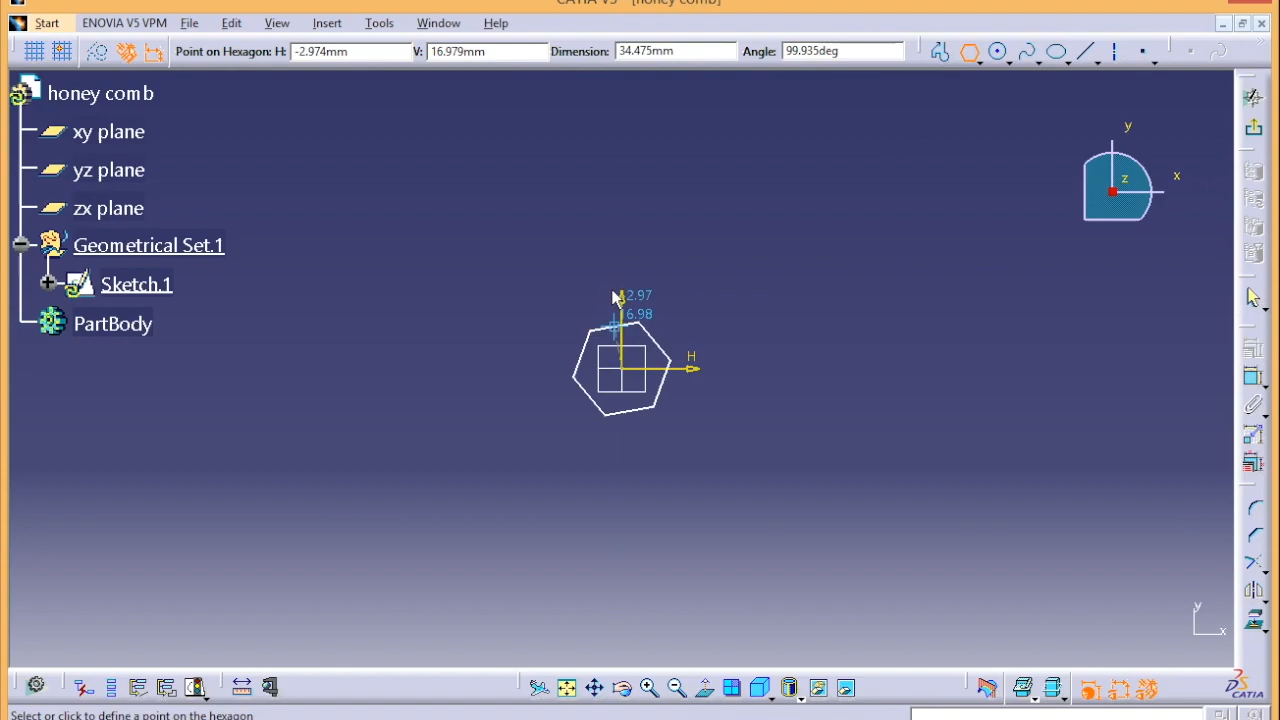 CATIA V5 - [honey comb]
Start ENOVIA V5 VPM File Edit View Insert Tools Window Help
Point on Hexagon: H: -2.974mm V: 16.979mm Dimension: 34.475mm Angle: 99.935deg
honey comb
xy plane
yz plane
zx plane
Geometrical Set.1
Sketch.1
PartBody
2.97
6.98
H
y
x
z
y
x
CATIA
Select or click to define a point on the hexagon